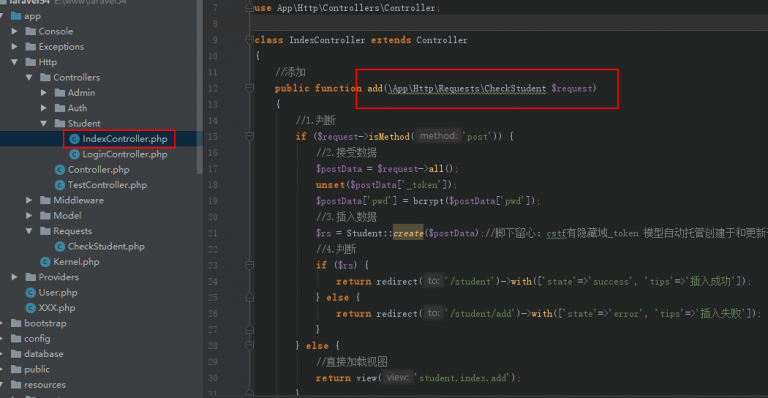 laravel54 E:\www\laravel54
app
Console
Exceptions
Http
Controllers
Admin
Auth
Student
IndexController.php
LoginController.php
Controller.php
TestController.php
Middleware
Model
Requests
CheckStudent.php
Kernel.php
Providers
User.php
XXX.php
bootstrap
config
database
public
resources
7 use App\Http\Controllers\Controller;
8
9 class IndexController extends Controller
10 {
11 //添加
12 public function add(\App\Http\Requests\CheckStudent $request)
13 {
14 //1.判断
15 if ($request->isMethod( method: 'post')) {
16 //2.接受数据
17 $postData = $request->all();
18 unset($postData['_token']);
19 $postData['pwd'] = bcrypt($postData['pwd']);
20 //3.插入数据
21 $rs = Student::create($postData);//脚下留心: cstf有隐藏域_token 模型自动托管创建于和更新
22 //4.判断
23 if ($rs) {
24 return redirect( to: '/student')->with(['state'=>'success', 'tips'=>'插入成功']);
25 } else {
26 return redirect( to: '/student/add')->with(['state'=>'error', 'tips'=>'插入失败']);
27 }
28 } else {
29 //直接加载视图
30 return view( view: 'student.index.add');
31 }